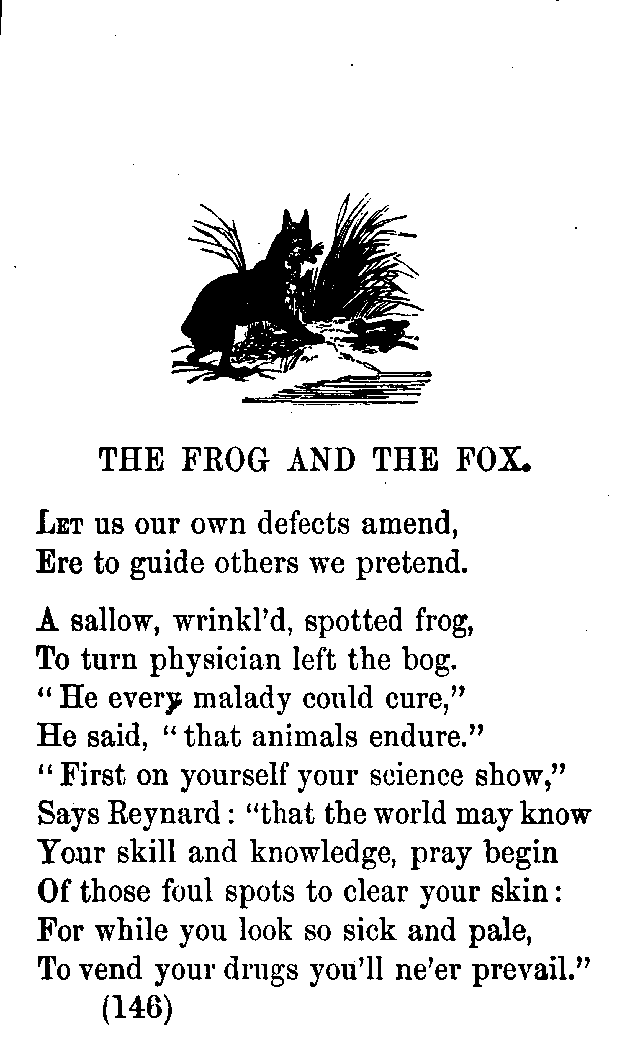 THE FROG AND THE FOX.
LET us our own defects amend,
Ere to guide others we pretend.
A sallow, wrinkl'd, spotted frog,
To turn physician left the bog.
"He every malady could cure,"
He said, "that animals endure."
"First on yourself your science show,"
Says Reynard: "that the world may know
Your skill and knowledge, pray begin
Of those foul spots to clear your skin:
For while you look so sick and pale,
To vend your drugs you'll ne'er prevail."
(146)